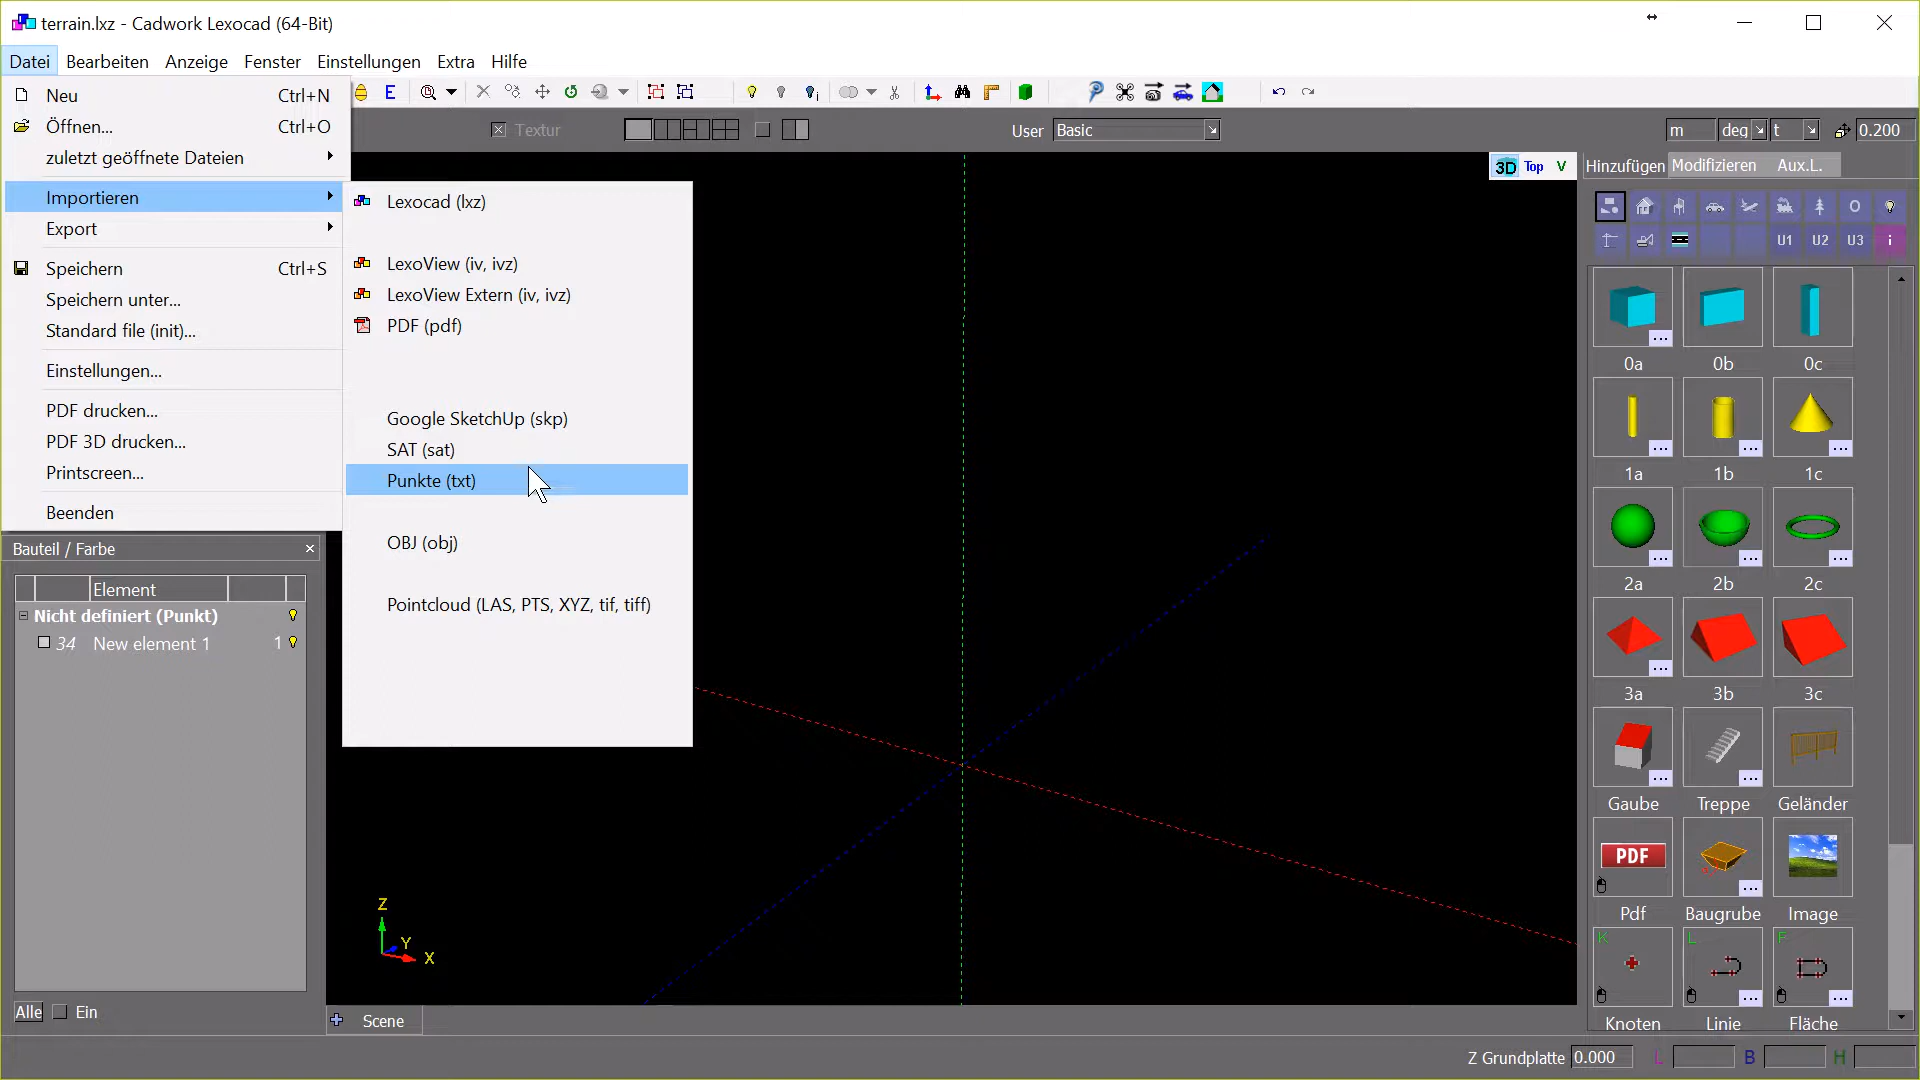 terrain.lxz - Cadwork Lexocad (64-Bit)
Datei Bearbeiten Anzeige Fenster Einstellungen Extra Hilfe
Neu Ctrl+N
Öffnen... Ctrl+O
zuletzt geöffnete Dateien
Importieren
Export
Speichern Ctrl+S
Speichern unter...
Standard file (init)...
Einstellungen...
PDF drucken...
PDF 3D drucken...
Printscreen...
Beenden
Lexocad (lxz)
LexoView (iv, ivz)
LexoView Extern (iv, ivz)
PDF (pdf)
Google SketchUp (skp)
SAT (sat)
Punkte (txt)
OBJ (obj)
Pointcloud (LAS, PTS, XYZ, tif, tiff)
E
Textur
User Basic
m deg t 0.200
3D Top V
Hinzufügen Modifizieren Aux.L.
O
U1 U2 U3 i
0a 0b 0c
1a 1b 1c
2a 2b 2c
3a 3b 3c
Gaube Treppe Geländer
PDF
Pdf Baugrube Image
K L F
Knoten Linie Fläche
Bauteil / Farbe
Element
Nicht definiert (Punkt)
34 New element 1 1
Alle Ein
Z
Y
X
Scene
Z Grundplatte 0.000 L B H